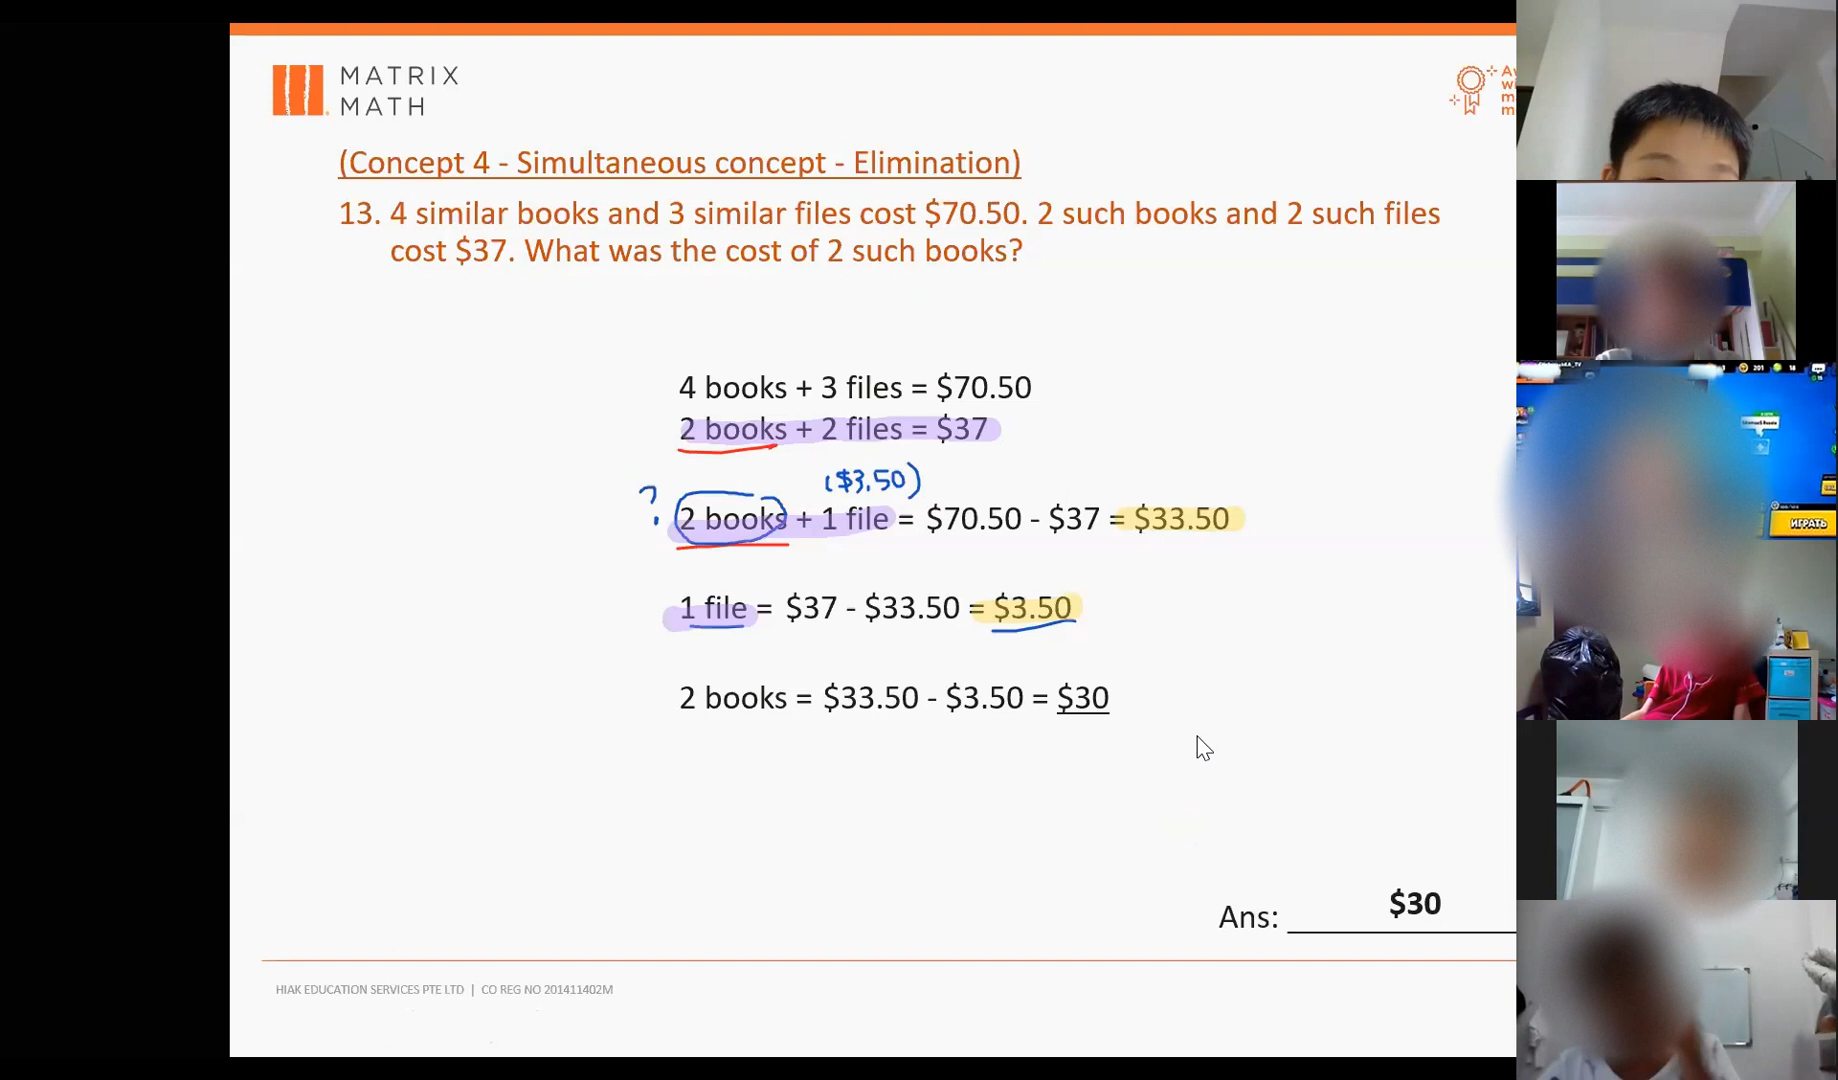 MATRIX
MATH
(Concept 4 - Simultaneous concept - Elimination)
13. 4 similar books and 3 similar files cost $70.50. 2 such books and 2 such files
cost $37. What was the cost of 2 such books?
4 books + 3 files = $70.50
2 books + 2 files = $37
($3.50)
? 2 books + 1 file = $70.50 - $37 = $33.50
1 file = $37 - $33.50 = $3.50
2 books = $33.50 - $3.50 = $30
Ans: $30
HIAK EDUCATION SERVICES PTE LTD | CO REG NO 201411402M
201
18
ИГРАТЬ